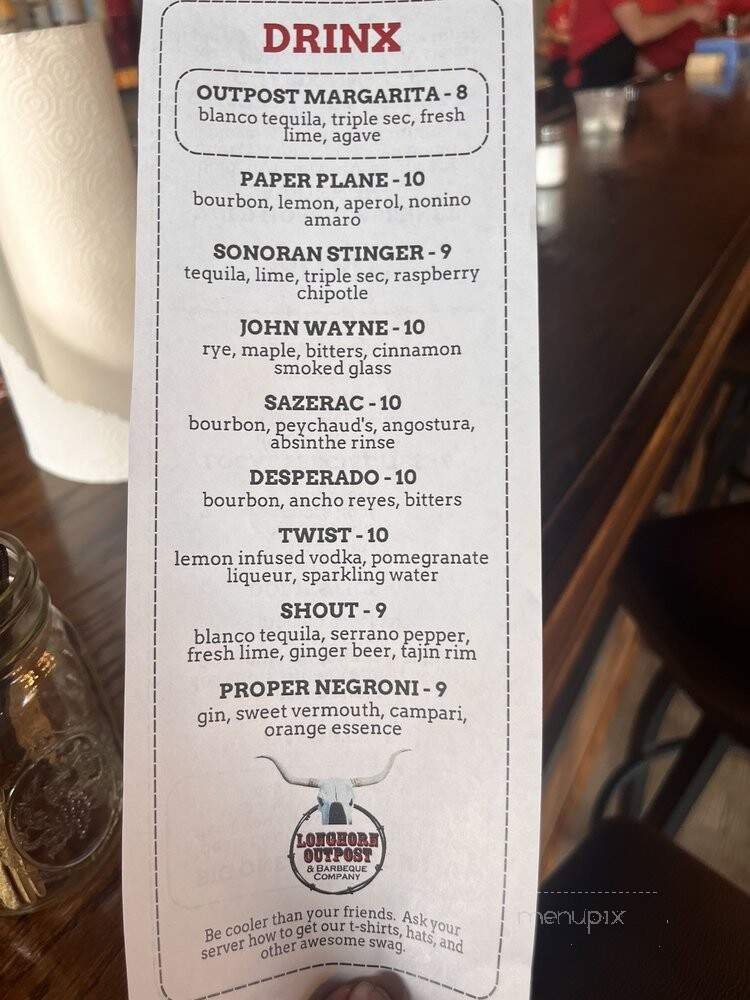 DRINX
OUTPOST MARGARITA - 8
blanco tequila, triple sec, fresh
lime, agave
PAPER PLANE - 10
bourbon, lemon, aperol, nonino
amaro
SONORAN STINGER - 9
tequila, lime, triple sec, raspberry
chipotle
JOHN WAYNE - 10
rye, maple, bitters, cinnamon
smoked glass
SAZERAC - 10
bourbon, peychaud's, angostura,
absinthe rinse
DESPERADO - 10
bourbon, ancho reyes, bitters
TWIST - 10
lemon infused vodka, pomegranate
liqueur, sparkling water
SHOUT - 9
blanco tequila, serrano pepper,
fresh lime, ginger beer, tajin rim
PROPER NEGRONI - 9
gin, sweet vermouth, campari,
orange essence
LONGHORN
OUTPOST
& BARBEQUE
COMPANY
Be cooler than your friends. Ask your
server how to get our t-shirts, hats, and
other awesome swag.
menupix